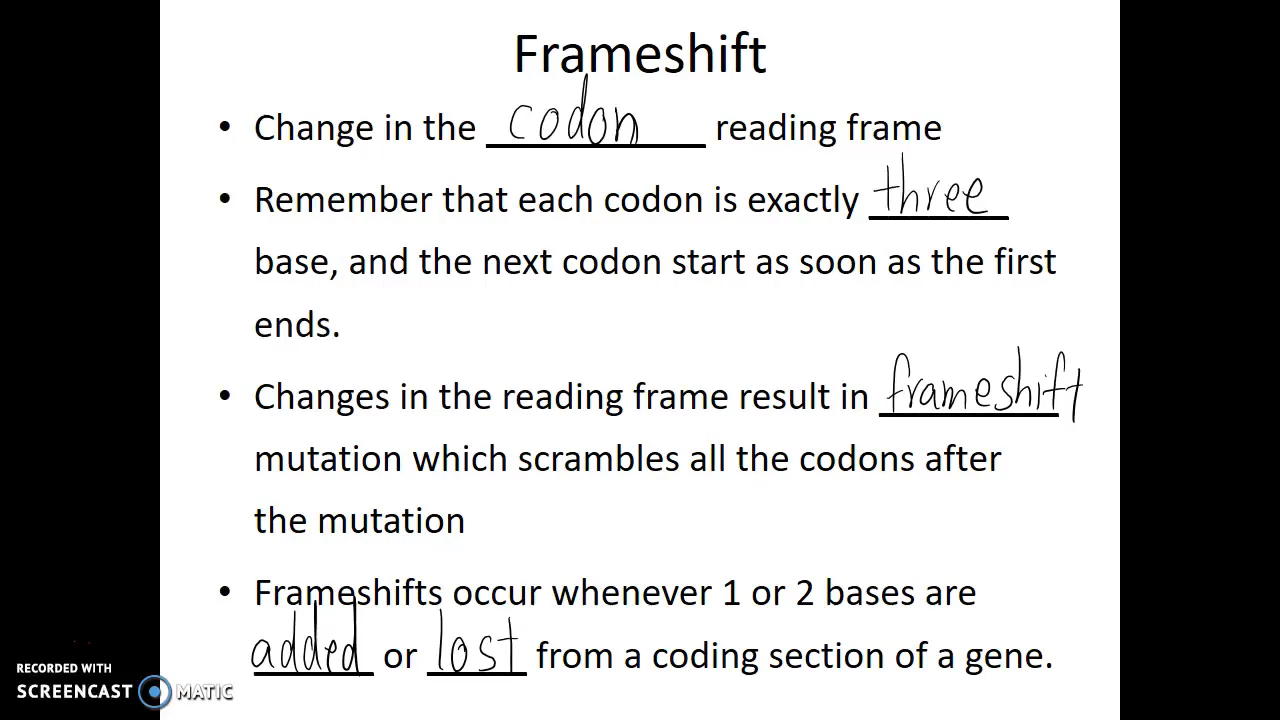 Frameshift
• Change in the codon reading frame
• Remember that each codon is exactly three
base, and the next codon start as soon as the first
ends.
• Changes in the reading frame result in frameshift
mutation which scrambles all the codons after
the mutation
• Frameshifts occur whenever 1 or 2 bases are
added or lost from a coding section of a gene.
RECORDED WITH
SCREENCAST MATIC